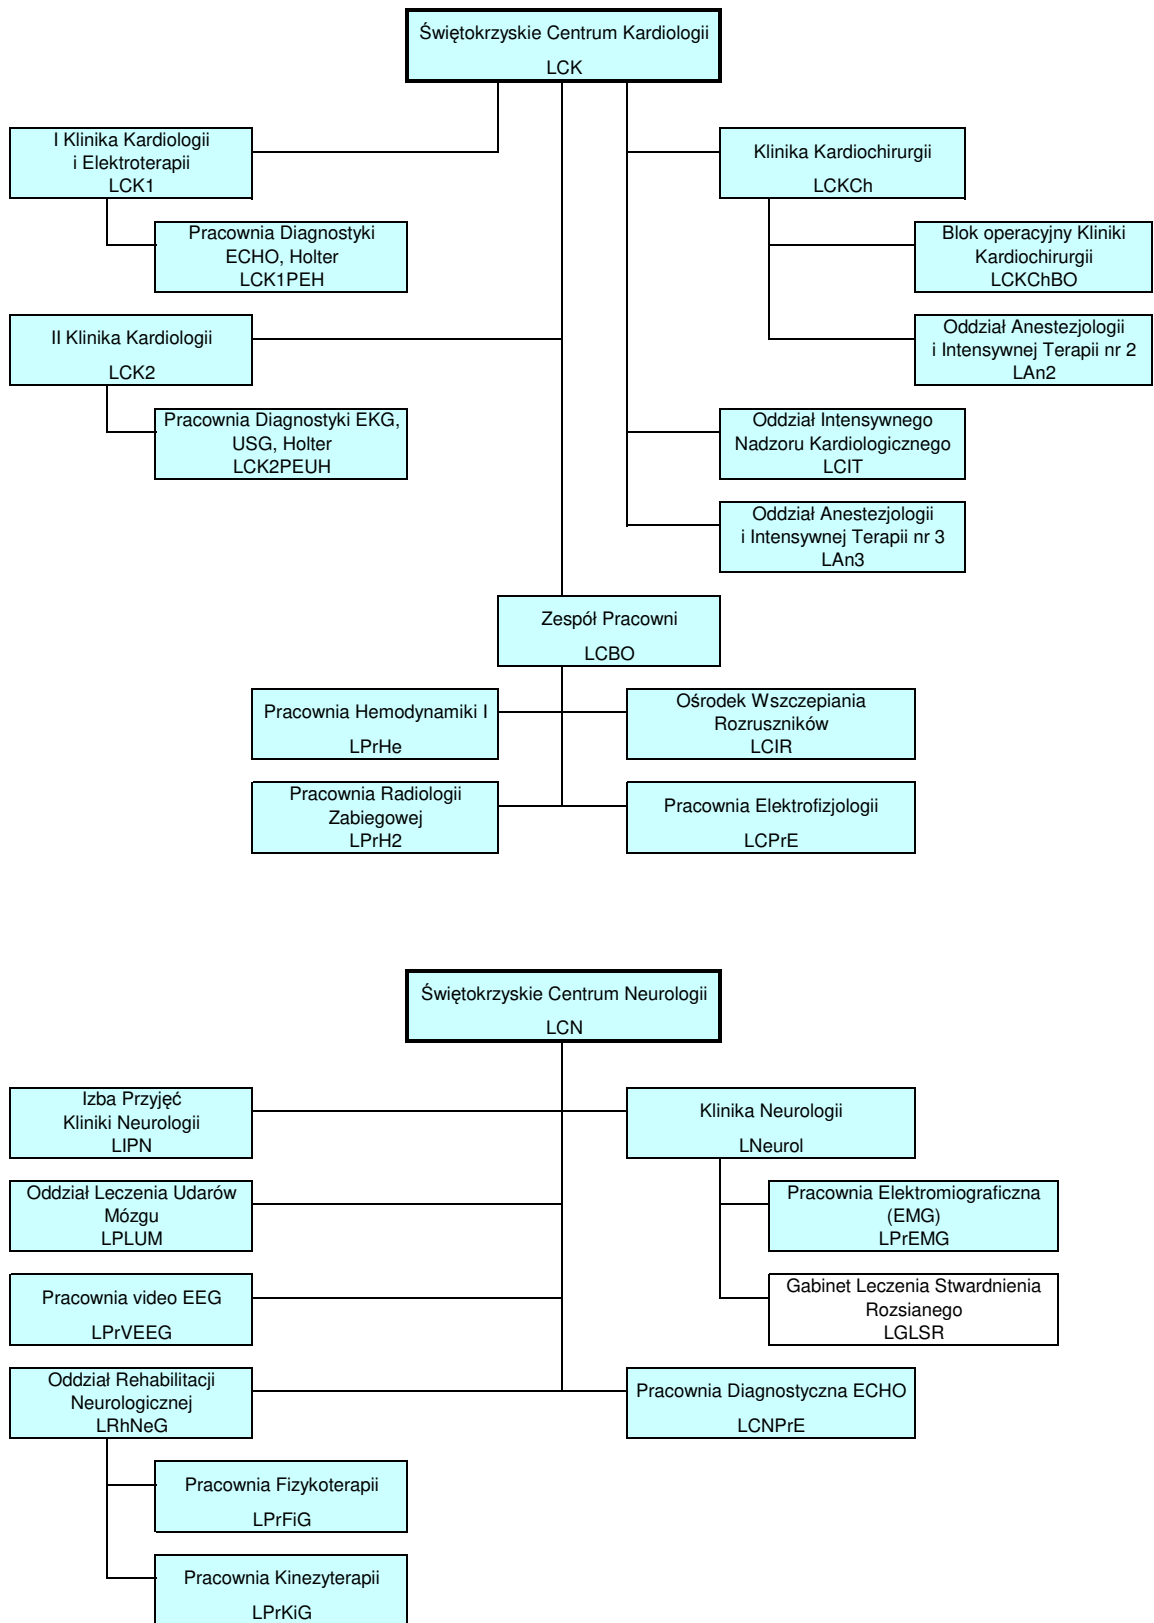 Świętokrzyskie Centrum Kardiologii
LCK
I Klinika Kardiologii
i Elektroterapii
LCK1
Pracownia Diagnostyki
ECHO, Holter
LCK1PEH
II Klinika Kardiologii
LCK2
Pracownia Diagnostyki EKG,
USG, Holter
LCK2PEUH
Klinika Kardiochirurgii
LCKCh
Blok operacyjny Kliniki
Kardiochirurgii
LCKChBO
Oddział Anestezjologii
i Intensywnej Terapii nr 2
LAn2
Oddział Intensywnego
Nadzoru Kardiologicznego
LCIT
Oddział Anestezjologii
i Intensywnej Terapii nr 3
LAn3
Zespół Pracowni
LCBO
Pracownia Hemodynamiki I
LPrHe
Ośrodek Wszczepiania
Rozruszników
LCIR
Pracownia Radiologii
Zabiegowej
LPrH2
Pracownia Elektrofizjologii
LCPrE
Świętokrzyskie Centrum Neurologii
LCN
Izba Przyjęć
Kliniki Neurologii
LIPN
Oddział Leczenia Udarów
Mózgu
LPLUM
Pracownia video EEG
LPrVEEG
Oddział Rehabilitacji
Neurologicznej
LRhNeG
Pracownia Fizykoterapii
LPrFiG
Pracownia Kinezyterapii
LPrKiG
Klinika Neurologii
LNeurol
Pracownia Elektromiograficzna
(EMG)
LPrEMG
Gabinet Leczenia Stwardnienia
Rozsianego
LGLSR
Pracownia Diagnostyczna ECHO
LCNPrE